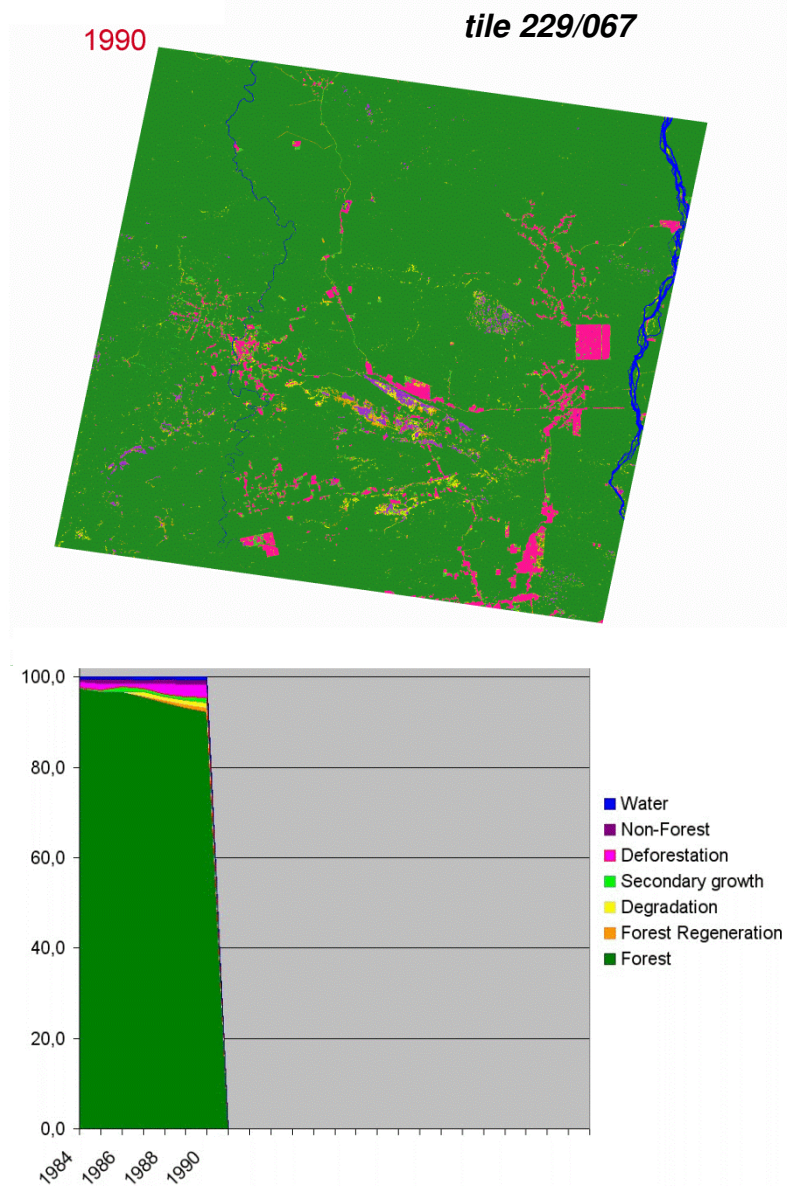 tile 229/067
1990
100,0
80,0
60,0
40,0
20,0
0,0
1984
1986
1988
1990
Water
Non-Forest
Deforestation
Secondary growth
Degradation
Forest Regeneration
Forest